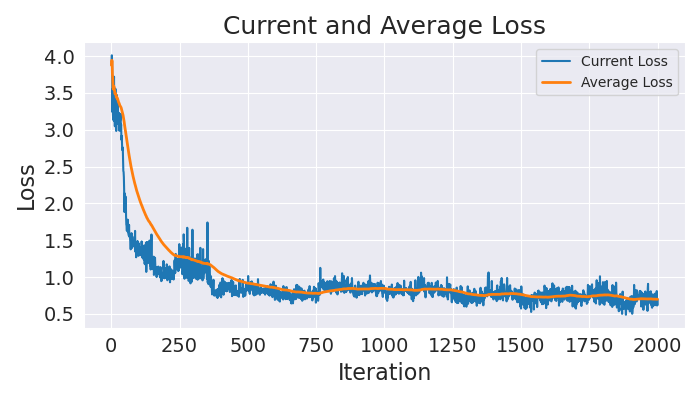 Current and Average Loss
Current Loss
Average Loss
Loss
4.0
3.5
3.0
2.5
2.0
1.5
1.0
0.5
0 250 500 750 1000 1250 1500 1750 2000
Iteration